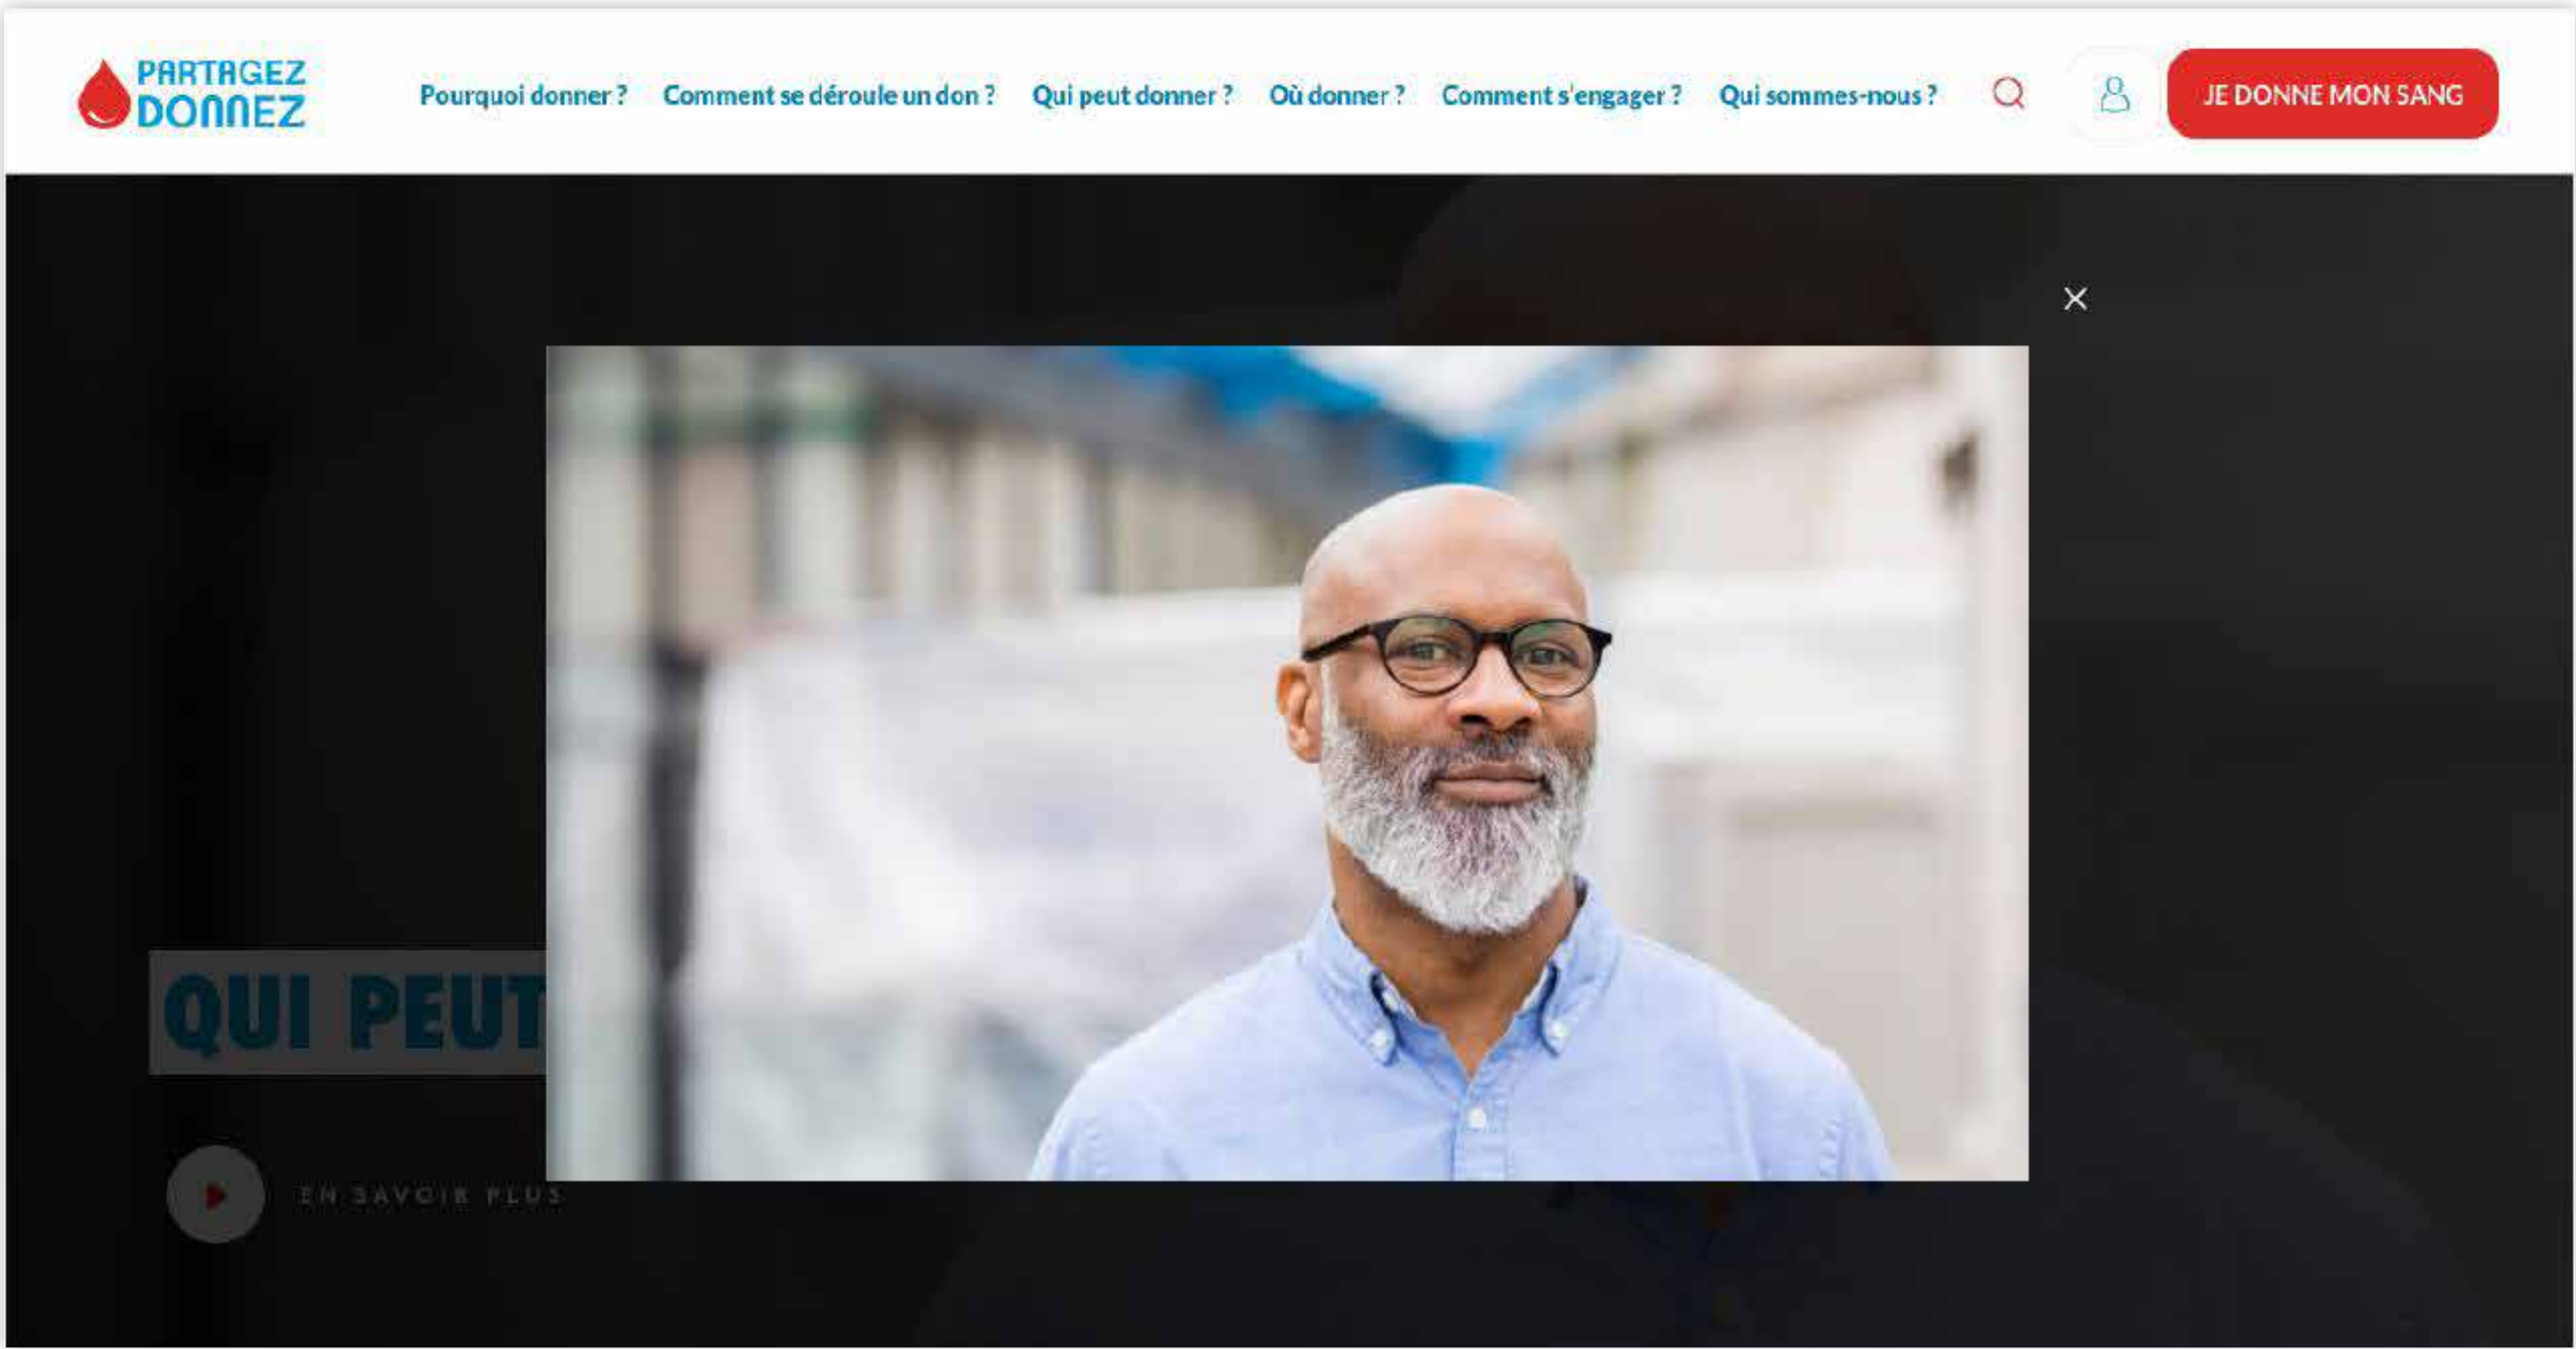 PARTAGEZ
DONNEZ
Pourquoi donner ? Comment se déroule un don ? Qui peut donner ? Où donner ? Comment s'engager ? Qui sommes-nous ? JE DONNE MON SANG
QUI PEUT
EN SAVOIR PLUS